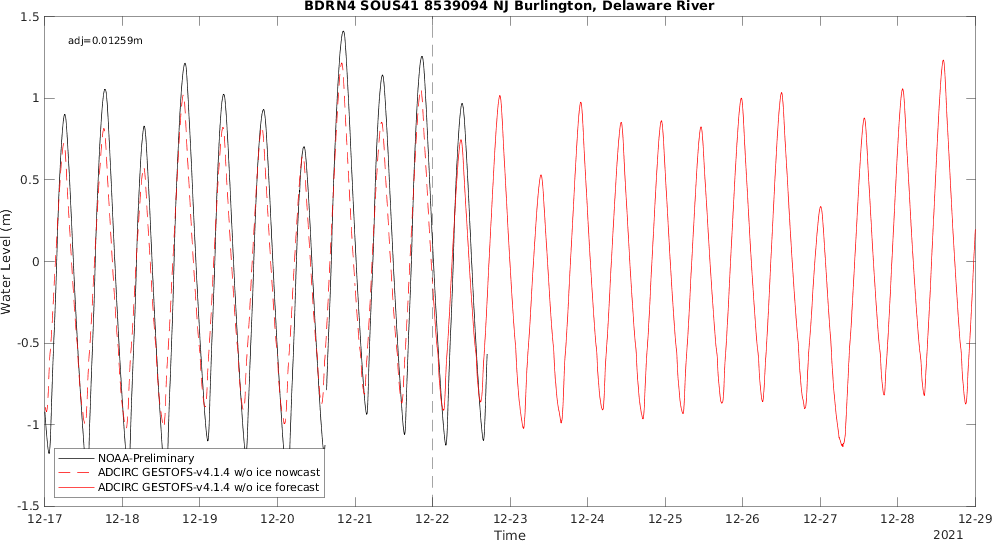 BDRN4 SOUS41 8539094 NJ Burlington, Delaware River
adj=0.01259m
1.5
1
0.5
0
-0.5
-1
-1.5
Water Level (m)
NOAA-Preliminary
ADCIRC GESTOFS-v4.1.4 w/o ice nowcast
ADCIRC GESTOFS-v4.1.4 w/o ice forecast
12-17 12-18 12-19 12-20 12-21 12-22 12-23 12-24 12-25 12-26 12-27 12-28 12-29
Time
2021